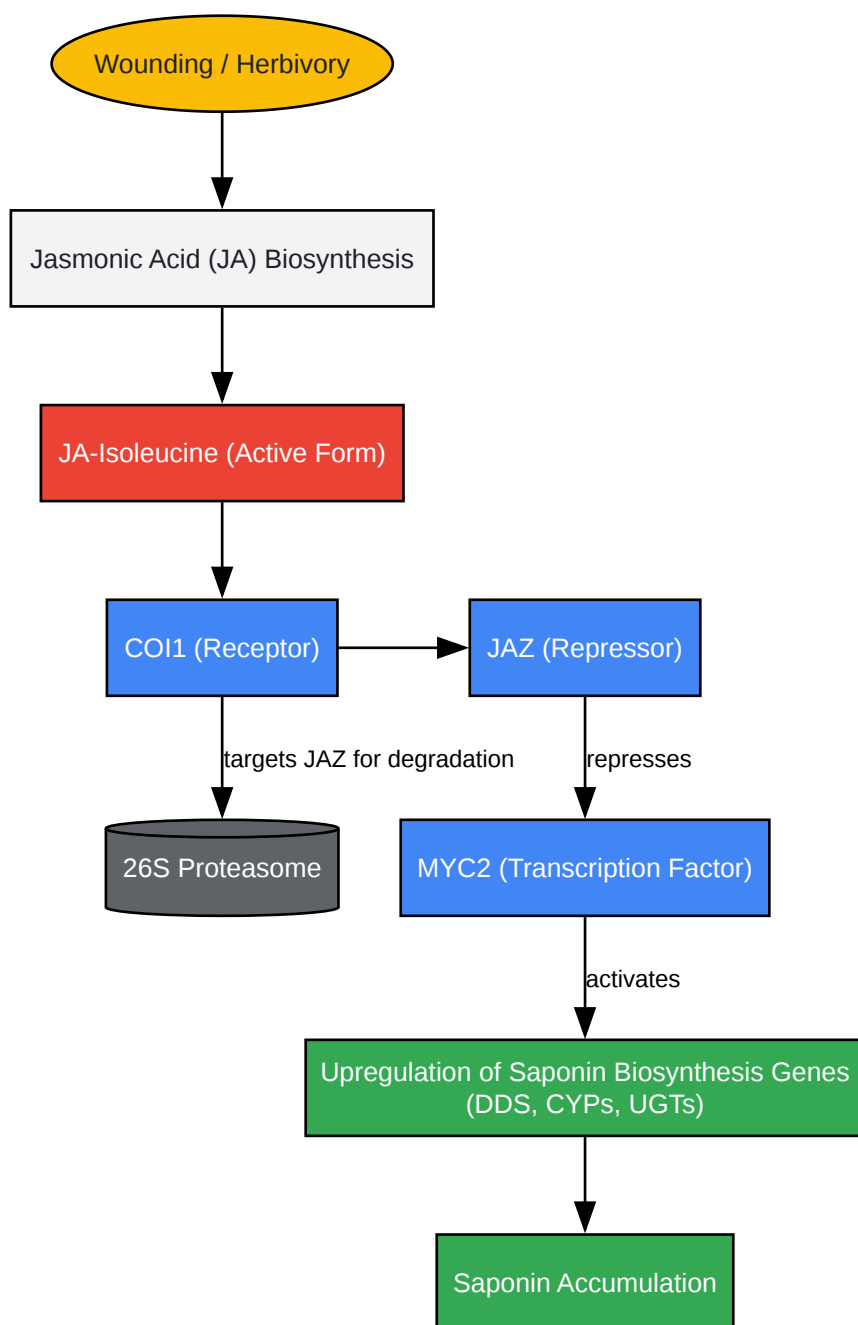 Wounding / Herbivory
Jasmonic Acid (JA) Biosynthesis
JA-Isoleucine (Active Form)
COI1 (Receptor)
JAZ (Repressor)
targets JAZ for degradation
represses
26S Proteasome
MYC2 (Transcription Factor)
activates
Upregulation of Saponin Biosynthesis Genes
(DDS, CYPs, UGTs)
Saponin Accumulation